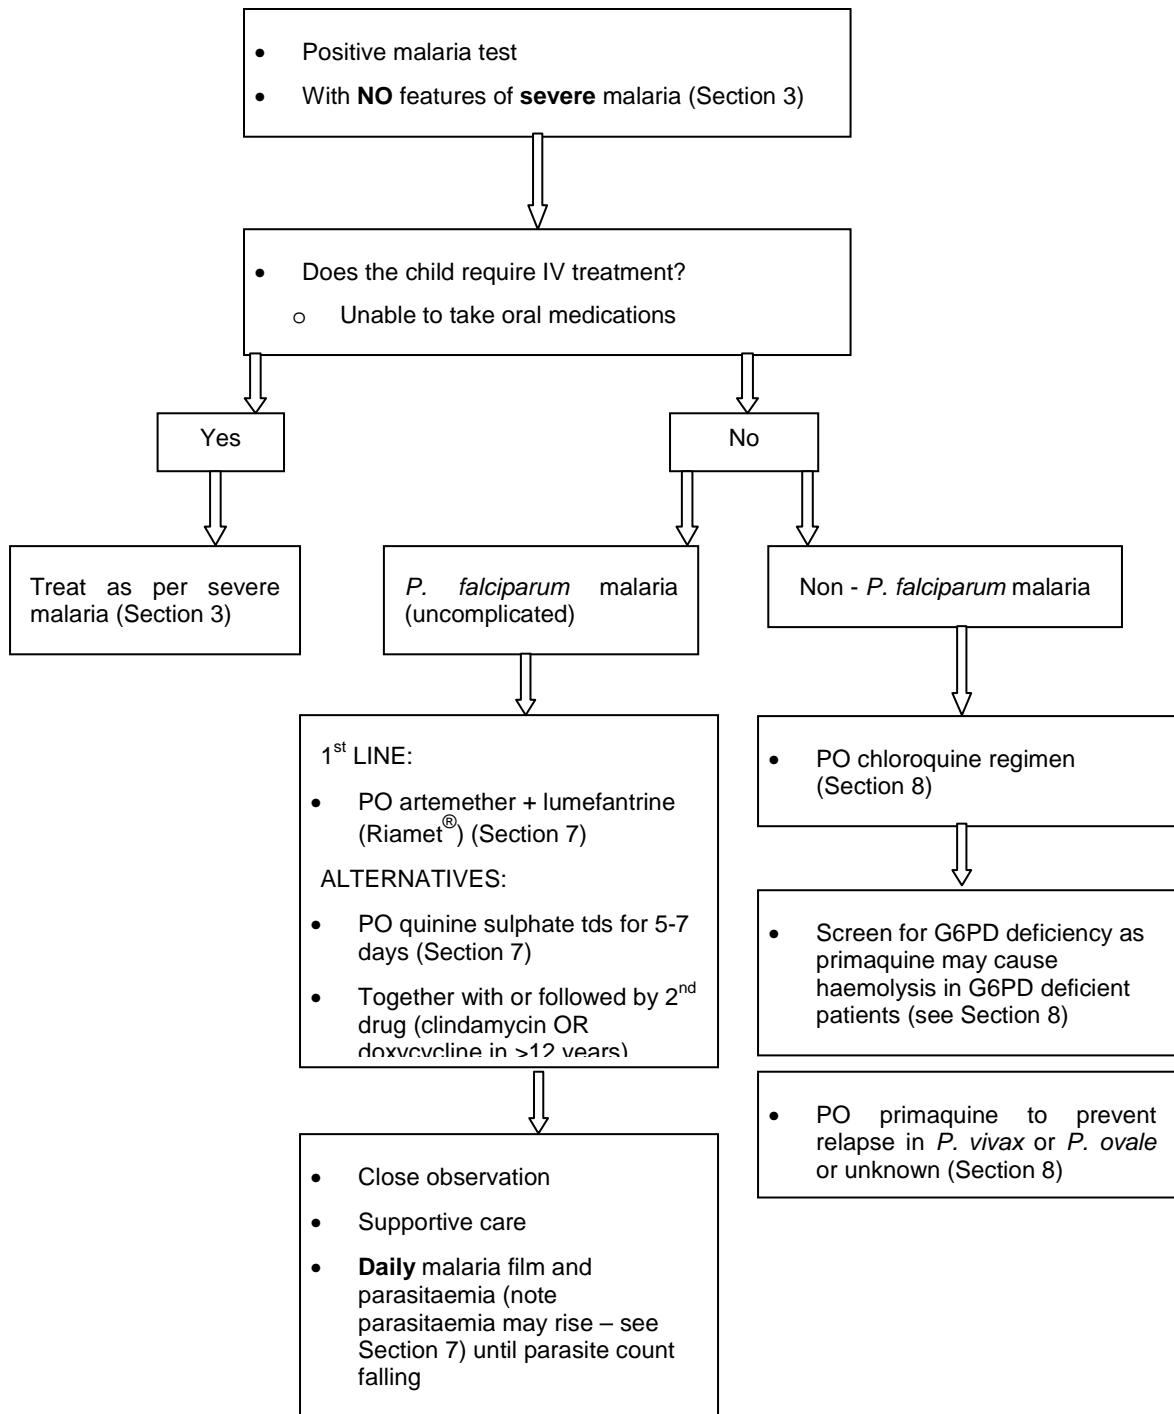 • Positive malaria test
• With NO features of severe malaria (Section 3)
• Does the child require IV treatment?
o Unable to take oral medications
Yes
No
Treat as per severe
malaria (Section 3)
P. falciparum malaria
(uncomplicated)
Non - P. falciparum malaria
1st LINE:
• PO artemether + lumefantrine
(Riamet®) (Section 7)
ALTERNATIVES:
• PO quinine sulphate tds for 5-7
days (Section 7)
• Together with or followed by 2nd
drug (clindamycin OR
doxycycline in >12 years)
• PO chloroquine regimen
(Section 8)
• Screen for G6PD deficiency as
primaquine may cause
haemolysis in G6PD deficient
patients (see Section 8)
• PO primaquine to prevent
relapse in P. vivax or P. ovale
or unknown (Section 8)
• Close observation
• Supportive care
• Daily malaria film and
parasitaemia (note
parasitaemia may rise – see
Section 7) until parasite count
falling